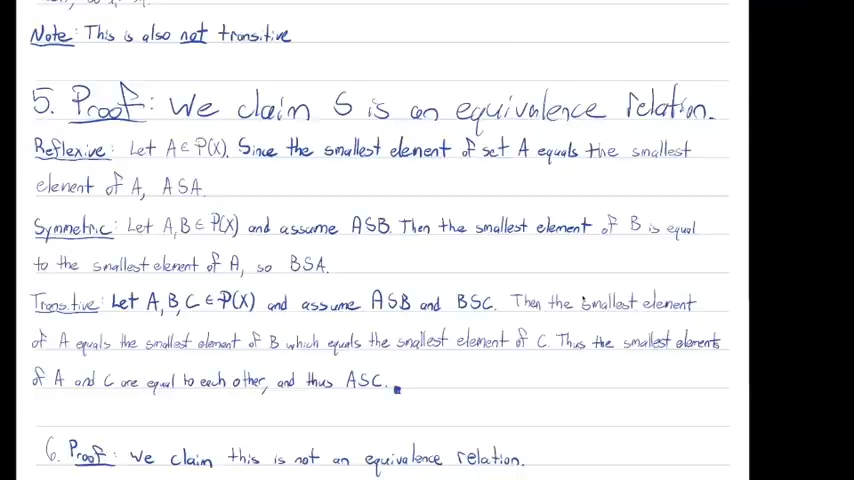 Note: This is also not transitive
5. Proof: We claim S is an equivalence relation.
Reflexive: Let A ∈ P(X). Since the smallest element of set A equals the smallest
element of A, ASA.
Symmetric: Let A, B ∈ P(X) and assume ASB. Then the smallest element of B is equal
to the smallest element of A, so BSA.
Transitive: Let A, B, C ∈ P(X) and assume ASB and BSC. Then the smallest element
of A equals the smallest element of B which equals the smallest element of C. Thus the smallest elements
of A and C are equal to each other, and thus ASC.
6. Proof: We claim this is not an equivalence relation.